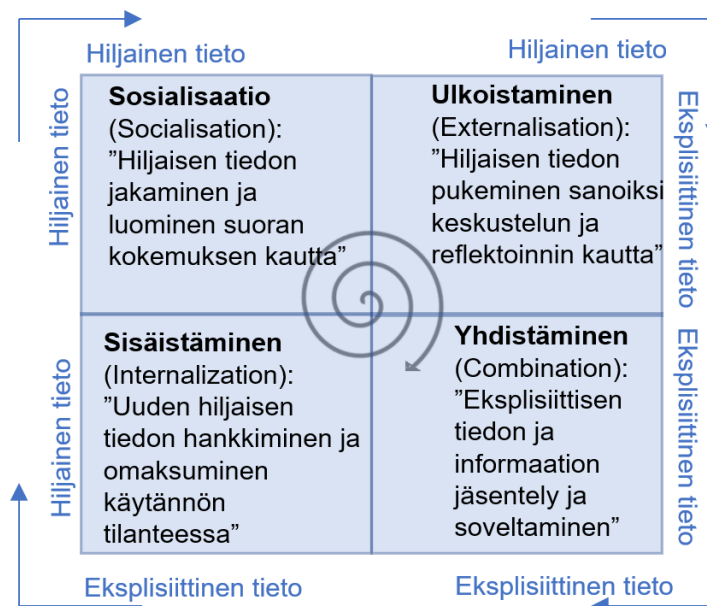 Hiljainen tieto
Hiljainen tieto
Hiljainen tieto
Sosialisaatio
(Socialisation):
”Hiljaisen tiedon
jakaminen ja
luominen suoran
kokemuksen kautta”
Ulkoistaminen
(Externalisation):
”Hiljaisen tiedon
pukeminen sanoiksi
keskustelun ja
reflektoinnin kautta”
Eksplisiittinen tieto
Hiljainen tieto
Sisäistäminen
(Internalization):
”Uuden hiljaisen
tiedon hankkiminen ja
omaksuminen
käytännön
tilanteessa”
Yhdistäminen
(Combination):
”Eksplisiittisen
tiedon ja
informaation
jäsentely ja
soveltaminen”
Eksplisiittinen tieto
Eksplisiittinen tieto
Eksplisiittinen tieto